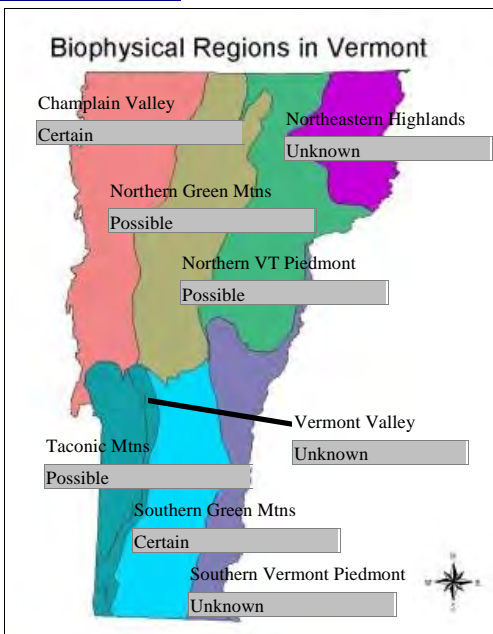 Biophysical Regions in Vermont
Champlain Valley
Certain
Northeastern Highlands
Unknown
Northern Green Mtns
Possible
Northern VT Piedmont
Possible
Vermont Valley
Unknown
Taconic Mtns
Possible
Southern Green Mtns
Certain
Southern Vermont Piedmont
Unknown